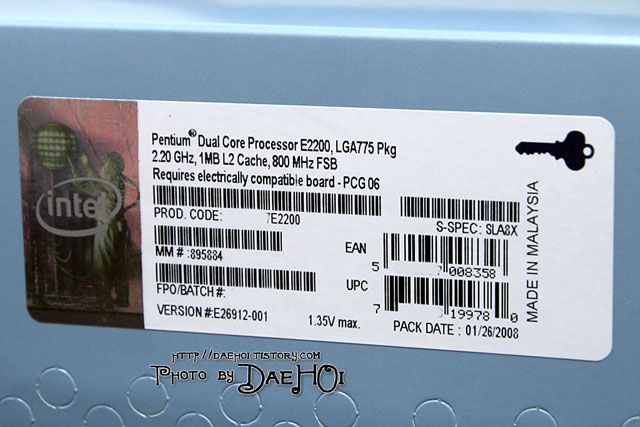 intel
Pentium® Dual Core Processor E2200, LGA775 Pkg
2.20 GHz, 1MB L2 Cache, 800 MHz FSB
Requires electrically compatible board - PCG 06
PROD. CODE: 7E2200
S-SPEC: SLA8X
MM #:895884
EAN
5 7008358
FPO/BATCH #:
UPC
7 19978 0
VERSION #:E26912-001
1.35V max.
PACK DATE : 01/26/2008
MADE IN MALAYSIA
HTTP://DAEHOI.TISTORY.COM
PHOTO BY DAEHOI